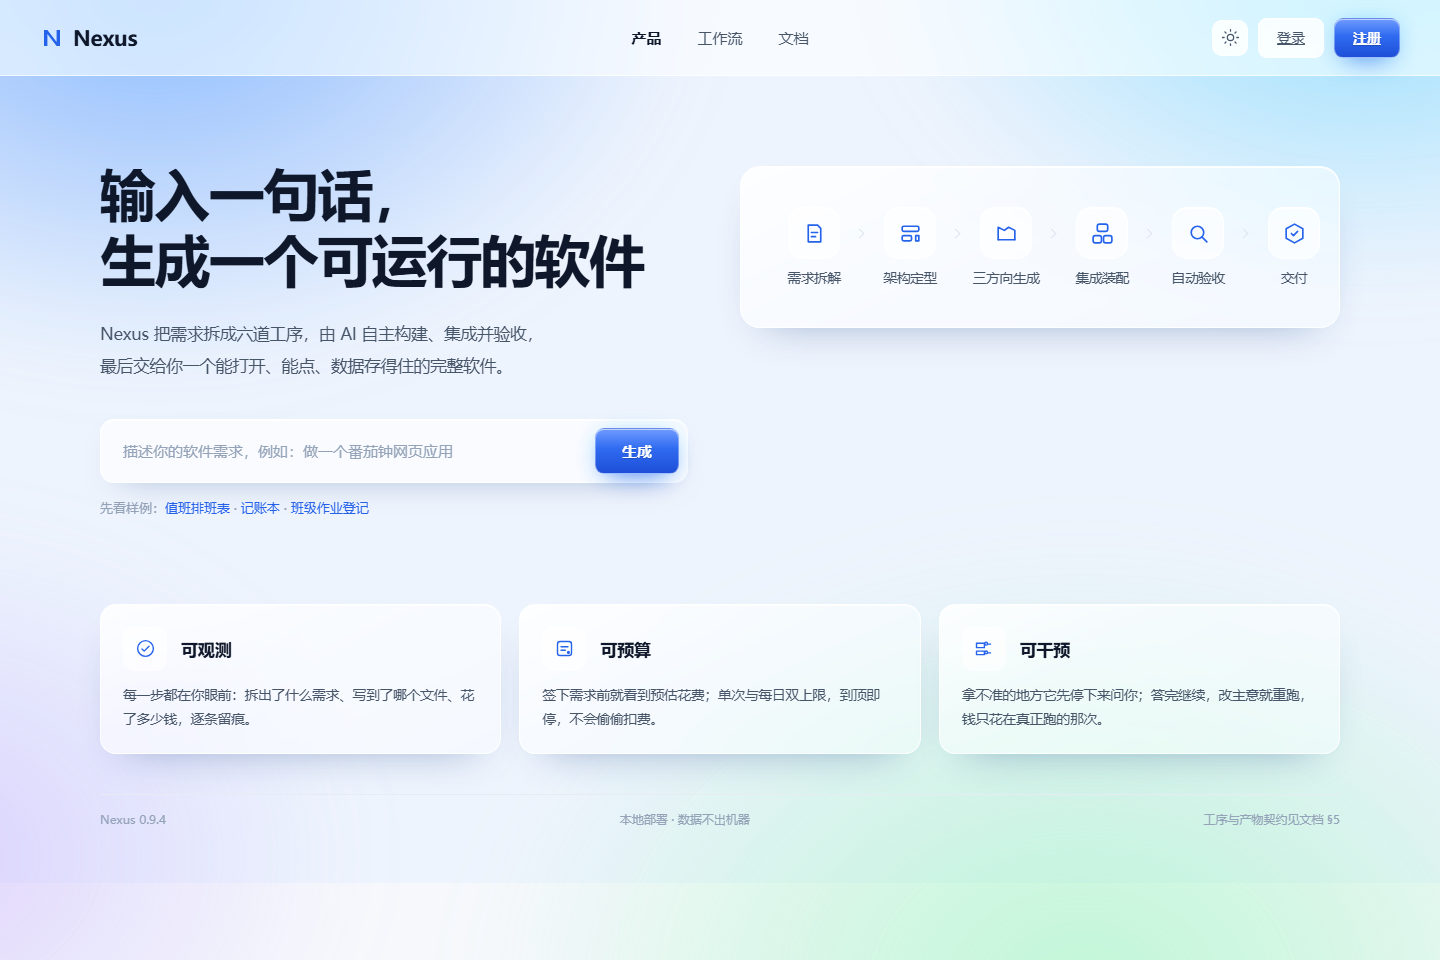 Nexus
产品
工作流
文档
登录
注册
输入一句话，
生成一个可运行的软件
Nexus 把需求拆成六道工序，由 AI 自主构建、集成并验收，
最后交给你一个能打开、能点、数据存得住的完整软件。
描述你的软件需求，例如：做一个番茄钟网页应用
生成
先看样例：值班排班表 · 记账本 · 班级作业登记
需求拆解
架构定型
三方向生成
集成装配
自动验收
交付
可观测
每一步都在你眼前：拆出了什么需求、写到了哪个文件、花
了多少钱，逐条留痕。
可预算
签下需求前就看到预估花费；单次与每日双上限，到顶即
停，不会偷偷扣费。
可干预
拿不准的地方它先停下来问你；答完继续，改主意就重跑，
钱只花在真正跑的那次。
Nexus 0.9.4
本地部署 · 数据不出机器
工序与产物契约见文档 §5